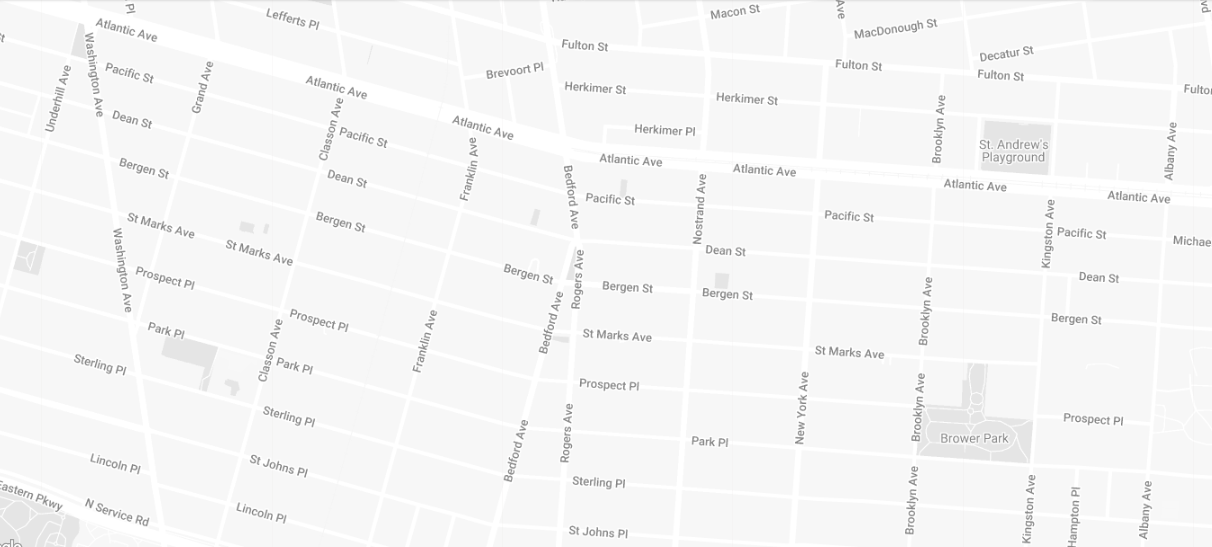 Pl
Lefferts Pl
Macon St
Ave
MacDonough St
Atlantic Ave
Fulton St
Decatur St
Washington Ave
Pacific St
Grand Ave
Brevoort Pl
Fulton St
Fulton St
Underhill Ave
Atlantic Ave
Herkimer St
Herkimer St
Dean St
Classon Ave
Pacific St
Atlantic Ave
Herkimer Pl
Brooklyn Ave
St. Andrew's
Playground
Albany Ave
Bergen St
Dean St
Franklin Ave
Atlantic Ave
Atlantic Ave
Atlantic Ave
Atlantic Ave
Bedford Ave
Pacific St
Nostrand Ave
Pacific St
Kingston Ave
Pacific St
St Marks Ave
Bergen St
St Marks Ave
Dean St
Washington Ave
Prospect Pl
Bergen St
Rogers Ave
Bergen St
Bergen St
Dean St
Brooklyn Ave
Bergen St
Park Pl
Prospect Pl
Franklin Ave
Bedford Ave
St Marks Ave
St Marks Ave
Sterling Pl
Classon Ave
Park Pl
Prospect Pl
New York Ave
Brooklyn Ave
Prospect Pl
Sterling Pl
Bedford Ave
Rogers Ave
Park Pl
Brower Park
Lincoln Pl
St Johns Pl
Sterling Pl
Brooklyn Ave
Kingston Ave
Hampton Pl
Albany Ave
Eastern Pkwy
N Service Rd
Lincoln Pl
St Johns Pl